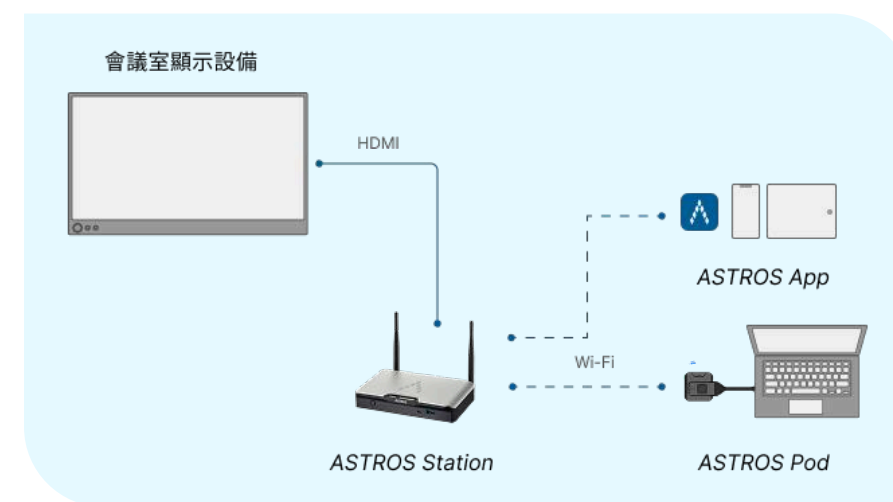 會議室顯示設備
HDMI
ASTROS App
Wi-Fi
ASTROS Station
ASTROS Pod